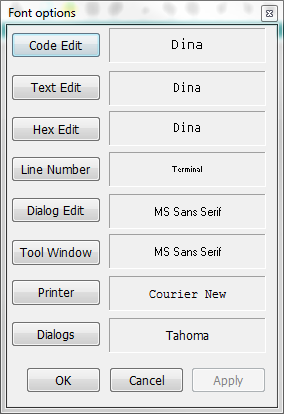 Font options
Code Edit Dina
Text Edit Dina
Hex Edit Dina
Line Number Terminal
Dialog Edit MS Sans Serif
Tool Window MS Sans Serif
Printer Courier New
Dialogs Tahoma
OK Cancel Apply